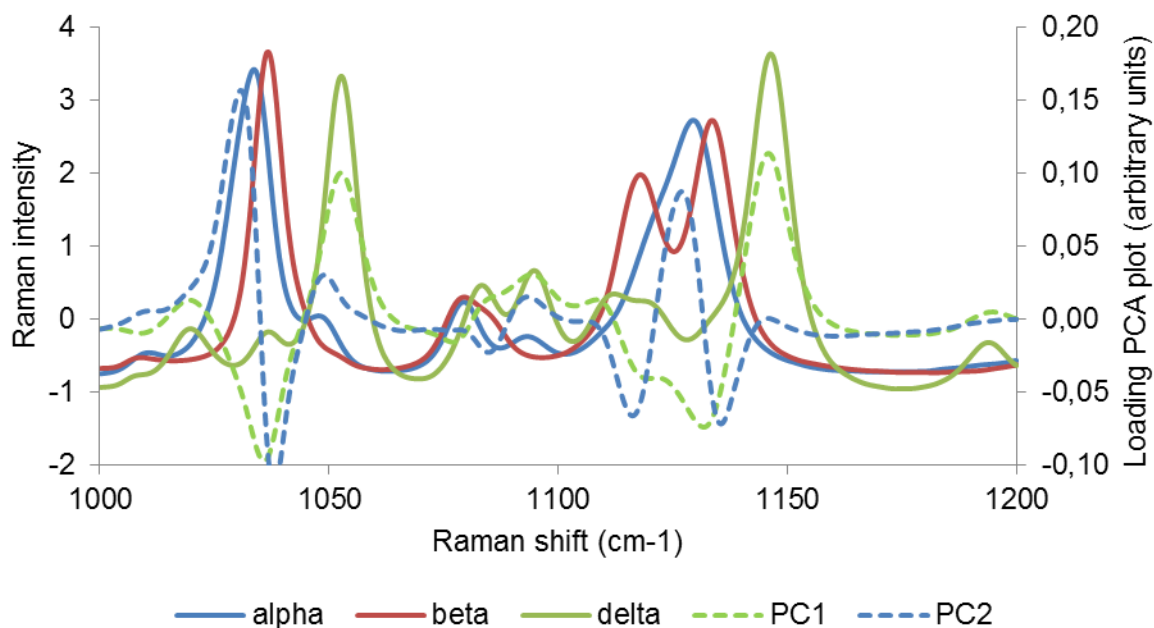 4
3
2
1
0
-1
-2
Raman intensity
0,20
0,15
0,10
0,05
0,00
-0,05
-0,10
Loading PCA plot (arbitrary units)
1000 1050 1100 1150 1200
Raman shift (cm-1)
alpha beta delta PC1 PC2